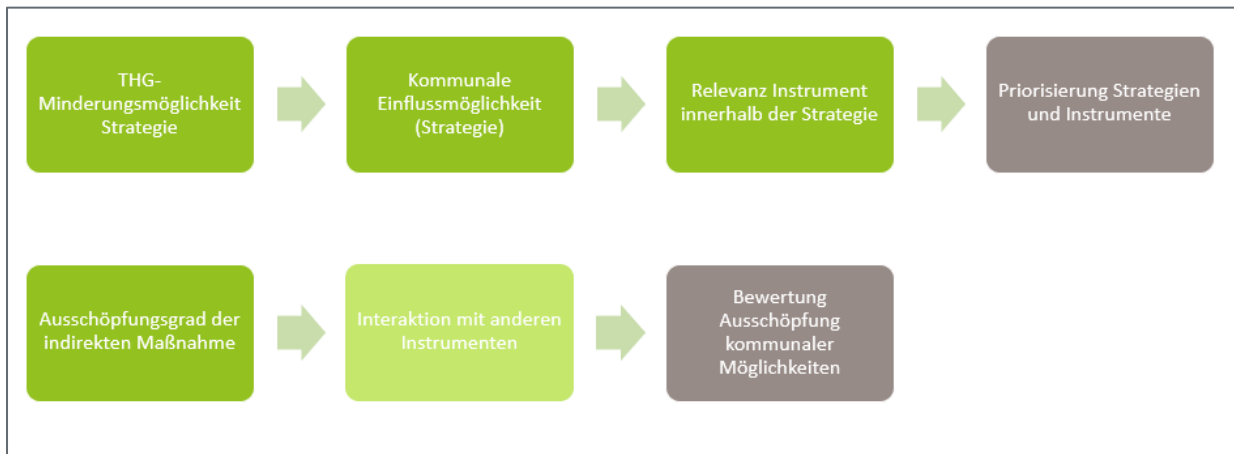 THG-
Minderungsmöglichkeit
Strategie
Kommunale
Einflussmöglichkeit
(Strategie)
Relevanz Instrument
innerhalb der Strategie
Priorisierung Strategien
und Instrumente
Ausschöpfungsgrad der
indirekten Maßnahme
Interaktion mit anderen
Instrumenten
Bewertung
Ausschöpfung
kommunaler
Möglichkeiten